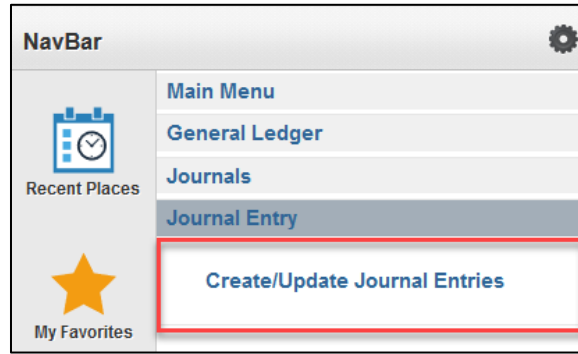 NavBar
Main Menu
General Ledger
Journals
Journal Entry
Create/Update Journal Entries
Recent Places
My Favorites